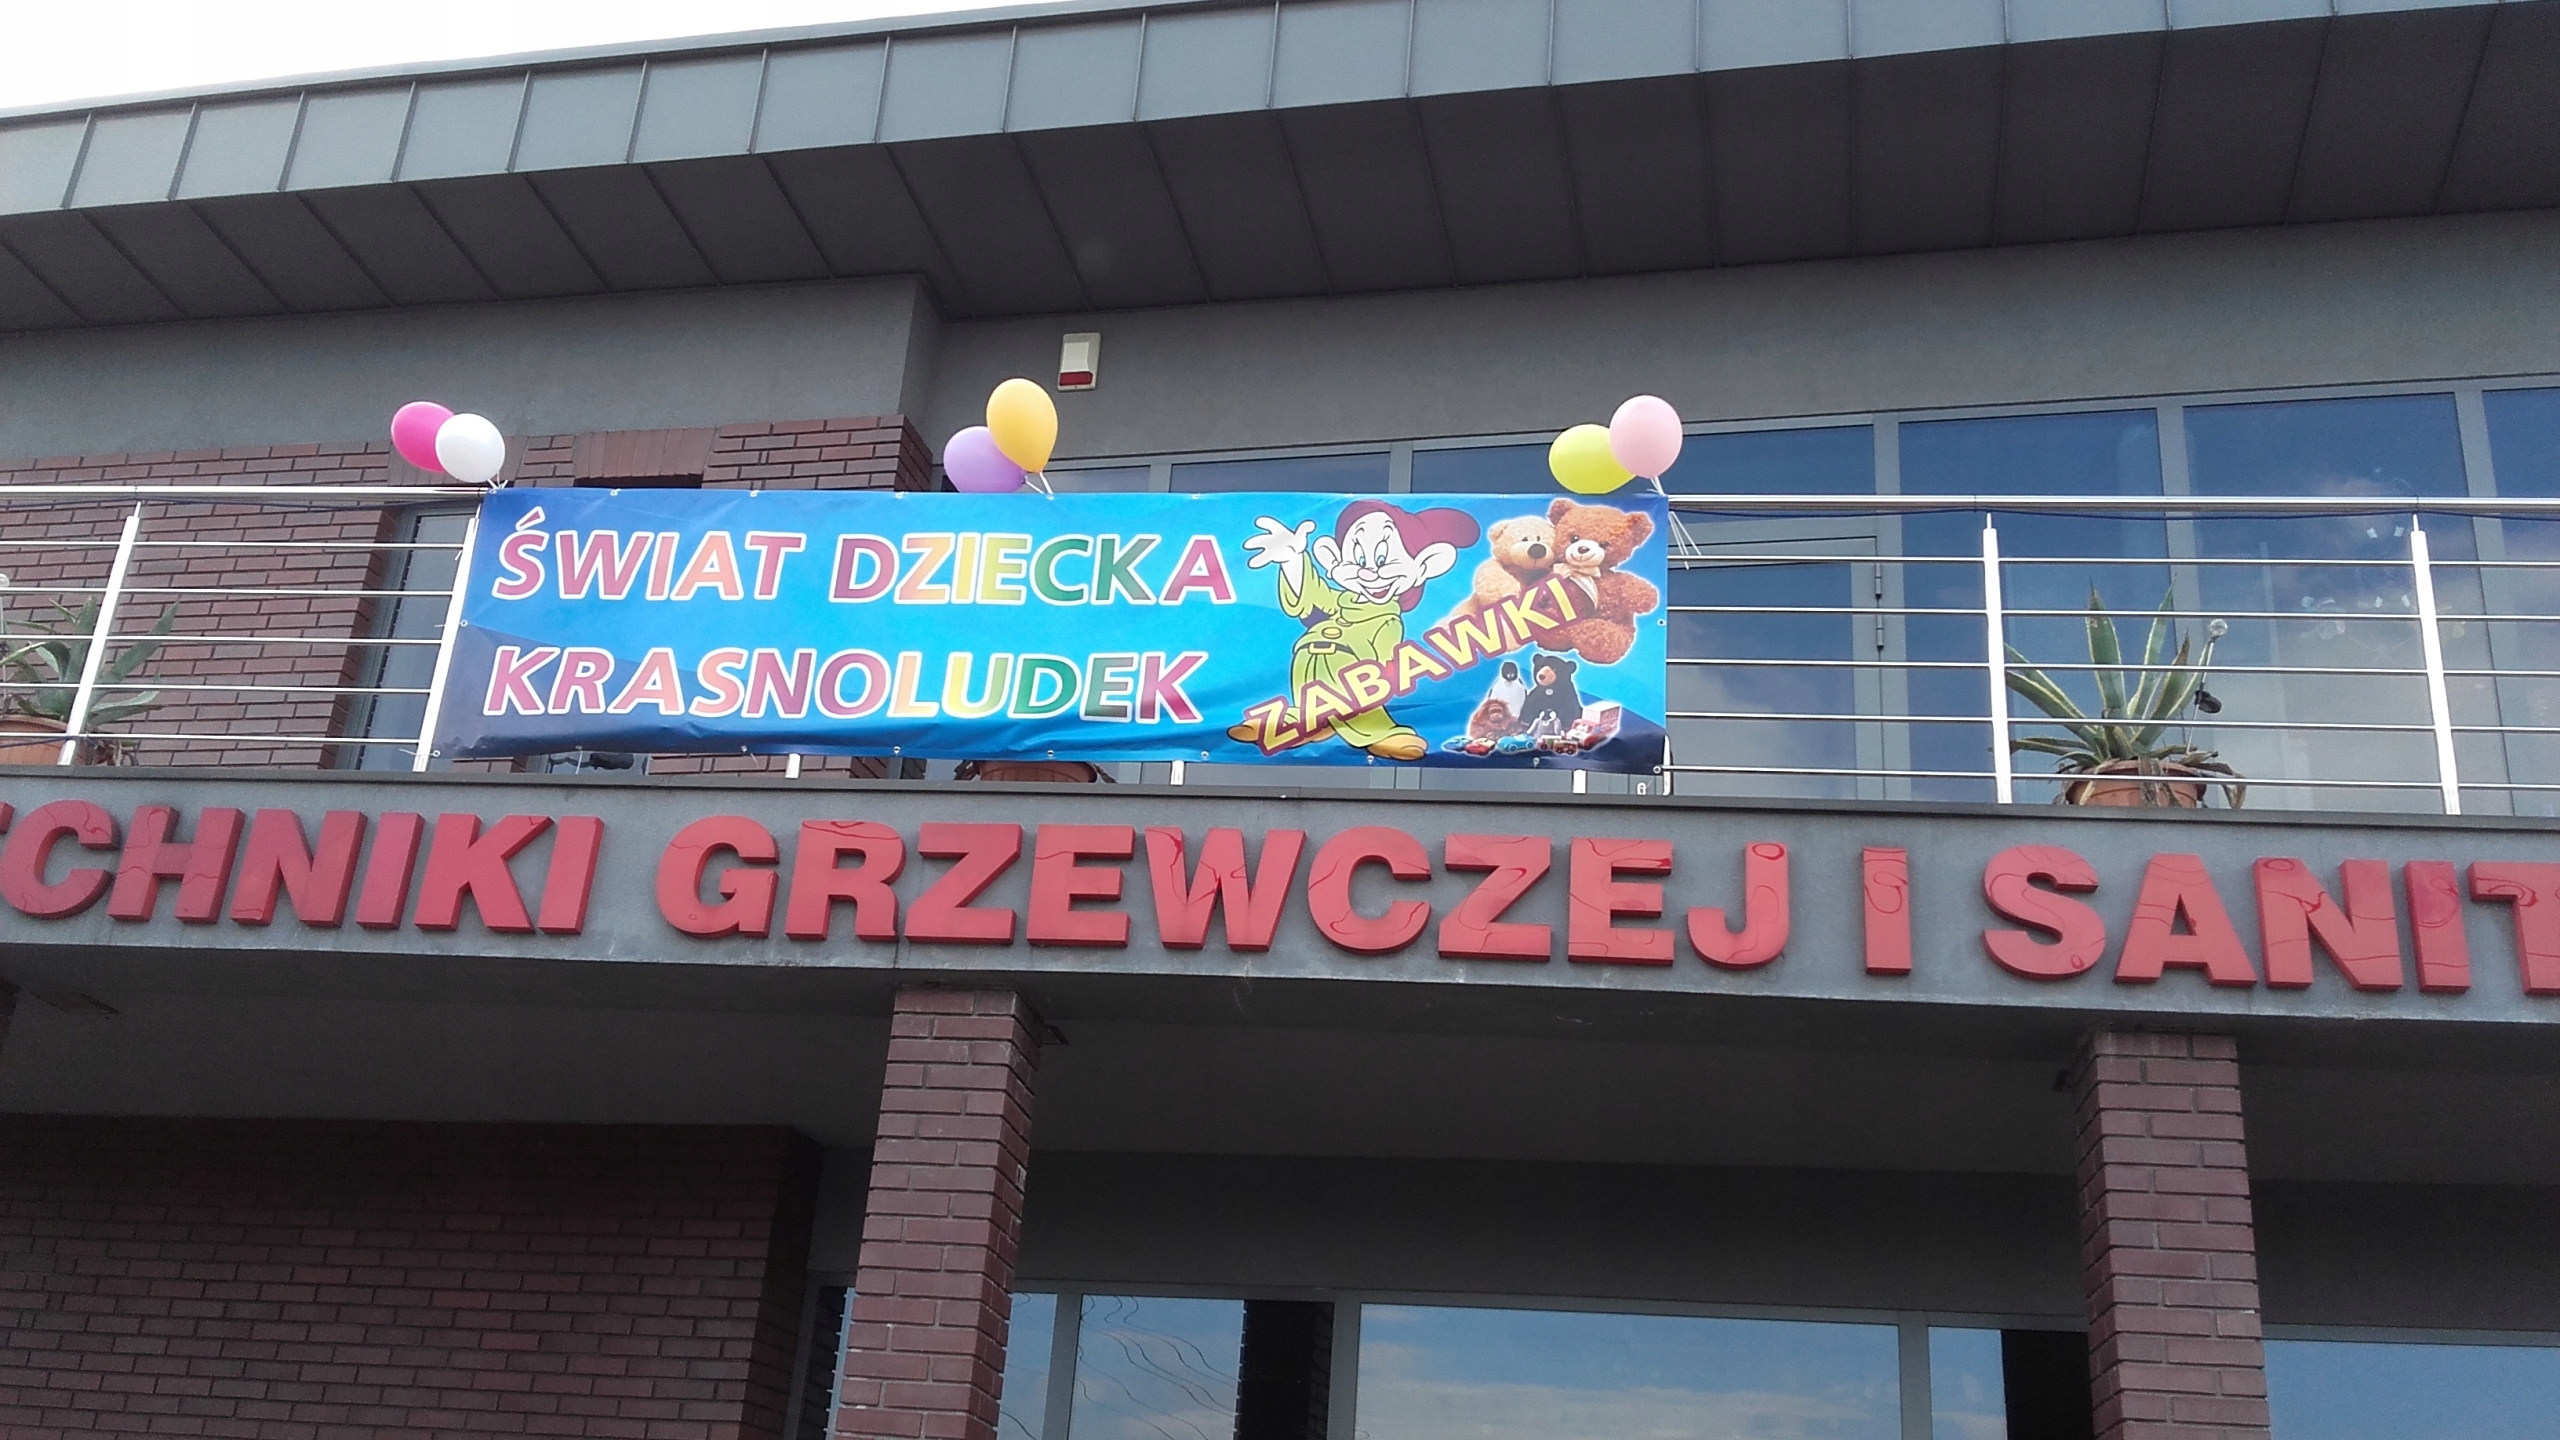 ŚWIAT DZIECKA
KRASNOLUDEK
ZABAWKI
CHNIKI GRZEWCZEJ I SANIT